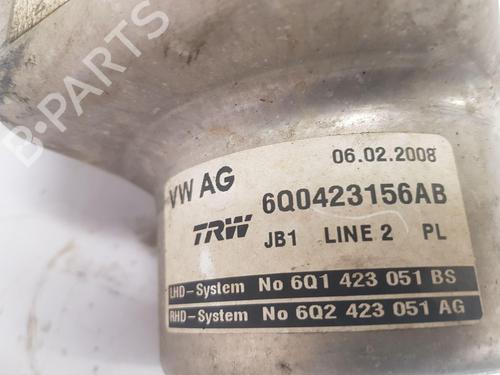 B-PARTS
06.02.2008
VW AG
6Q0423156AB
TRW
JB1 LINE 2 PL
LHD-System No 6Q1 423 051 BS
RHD-System No 6Q2 423 051 AG